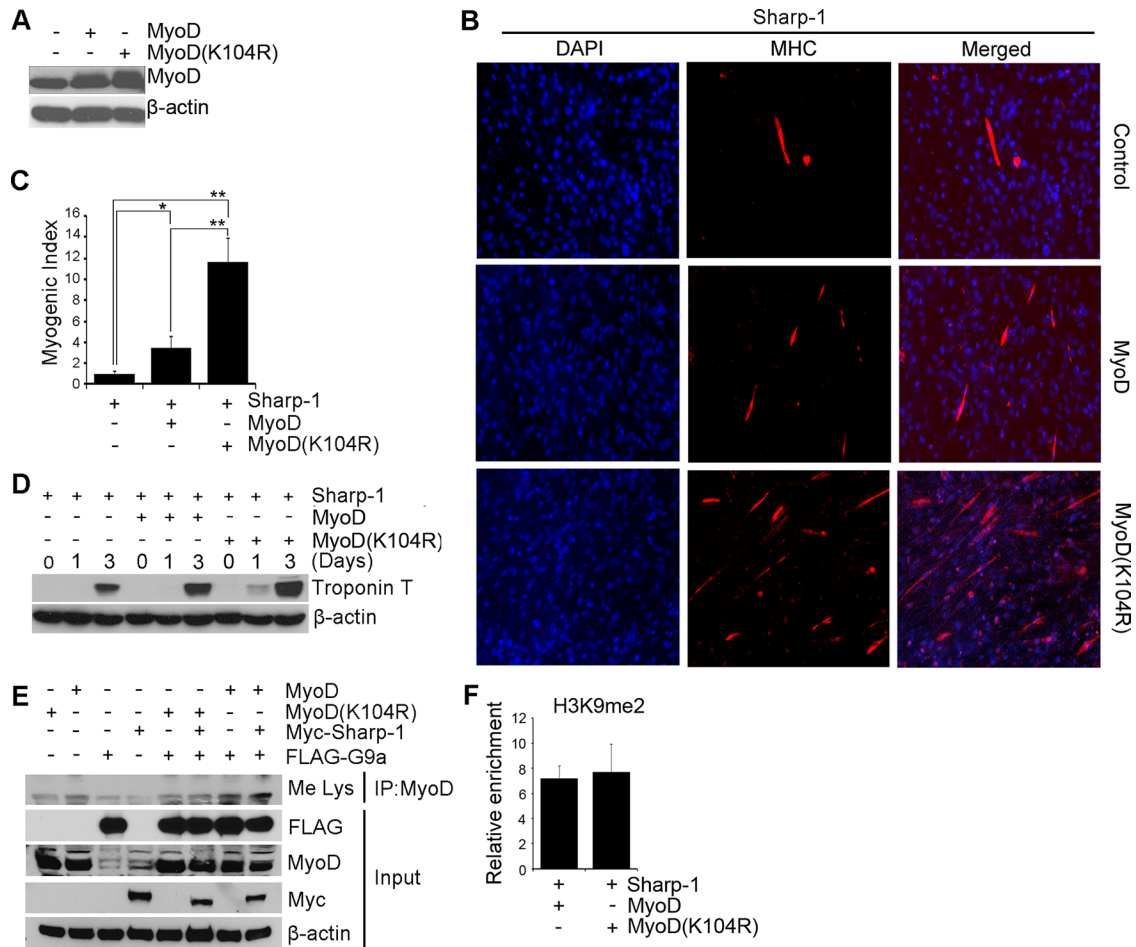 A
- + - MyoD
- - + MyoD(K104R)
MyoD
β-actin
B
Sharp-1
DAPI MHC Merged
Control
MyoD
MyoD(K104R)
C
** 
* **
Myogenic Index
16
14
12
10
8
6
4
2
0
+ + + Sharp-1
- + - MyoD
- - + MyoD(K104R)
D
+ + + + + + + + + Sharp-1
- - - + + + - - - MyoD
- - - - - - + + + MyoD(K104R)
0 1 3 0 1 3 0 1 3 (Days)
Troponin T
β-actin
E
- + - - - - + + MyoD
+ - - - + + - - MyoD(K104R)
- - - + - + - + Myc-Sharp-1
- - + - + + + + FLAG-G9a
Me Lys IP:MyoD
FLAG
MyoD
Myc
β-actin
Input
F
H3K9me2
Relative enrichment
12
10
8
6
4
2
0
+ + Sharp-1
+ - MyoD
- + MyoD(K104R)